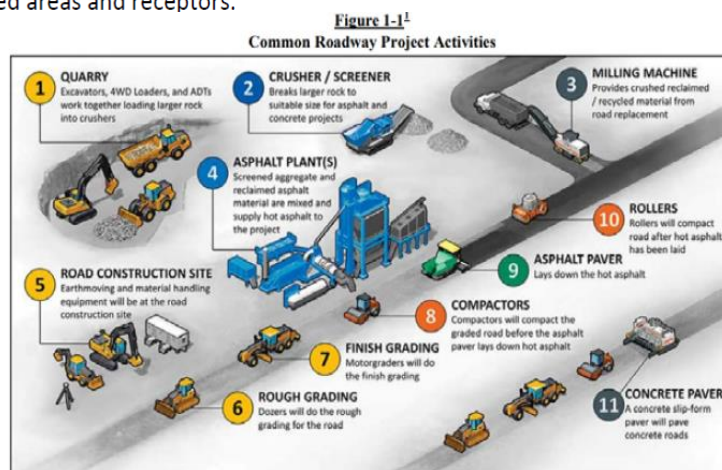 ed areas and receptors.
Figure 1-1¹
Common Roadway Project Activities
1
QUARRY
Excavators, 4WD Loaders, and ADTs
work together loading larger rock
into crushers
2
CRUSHER / SCREENER
Breaks larger rock to
suitable size for asphalt and
concrete projects
3
MILLING MACHINE
Provides crushed reclaimed
/ recycled material from
road replacement
4
ASPHALT PLANT(S)
Screened aggregate and
reclaimed asphalt
material are mixed and
supply hot asphalt to
the project
10
ROLLERS
Rollers will compact
road after hot asphalt
has been laid
9
ASPHALT PAVER
Lays down the hot asphalt
5
ROAD CONSTRUCTION SITE
Earthmoving and material handling
equipment will be at the road
construction site
8
COMPACTORS
Compactors will compact the
graded road before the asphalt
paver lays down hot asphalt
7
FINISH GRADING
Motorgraders will do
the finish grading
6
ROUGH GRADING
Dozers will do the rough
grading for the road
11
CONCRETE PAVER
A concrete slip-form
paver will pave
concrete roads